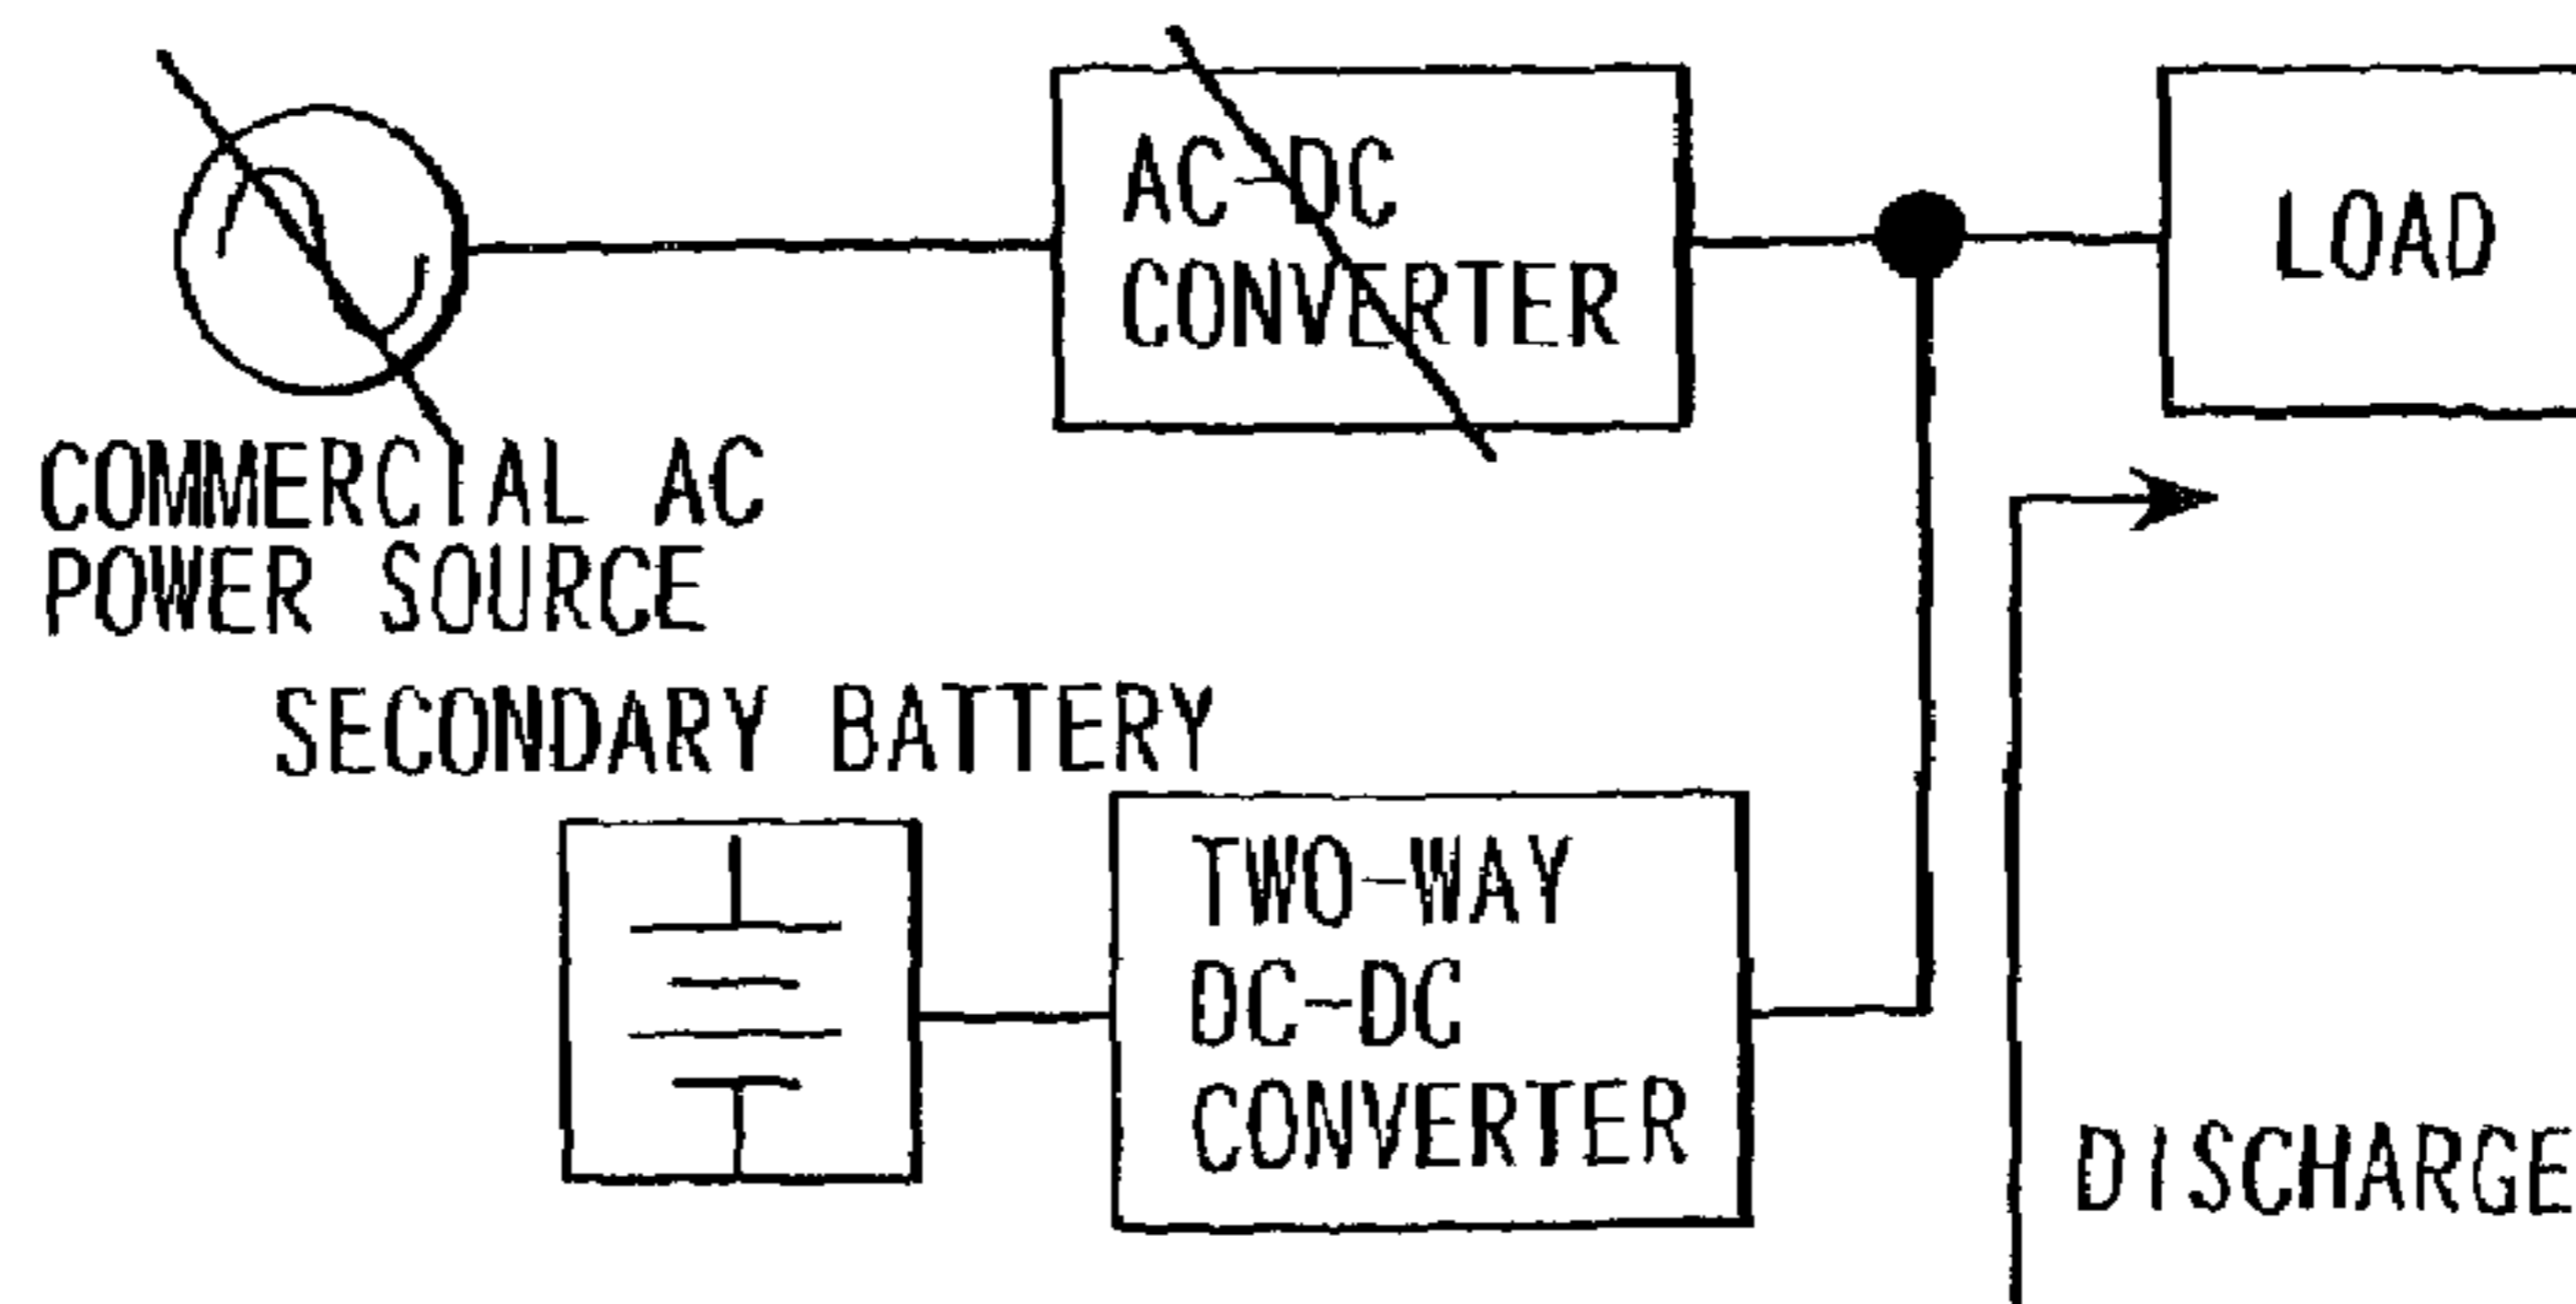 AC-DC
CONVERTER
LOAD
COMMERCIAL AC
POWER SOURCE
SECONDARY BATTERY
TWO-WAY
DC-DC
CONVERTER
DISCHARGE